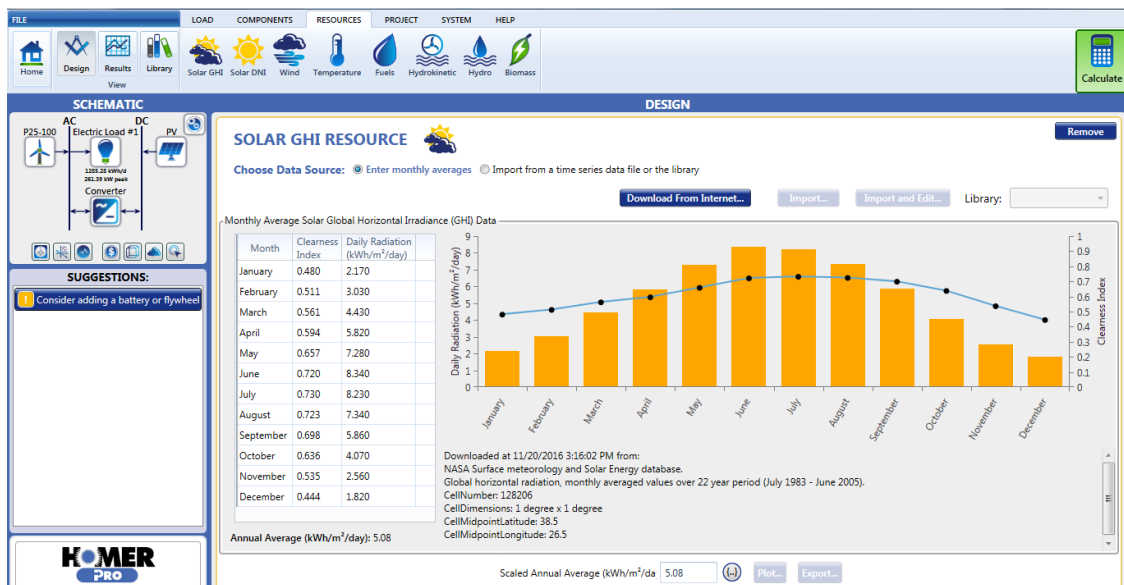 FILE
LOAD COMPONENTS RESOURCES PROJECT SYSTEM HELP
Home
Design Results Library
View
Solar GHI Solar DNI Wind Temperature Fuels Hydrokinetic Hydro Biomass
Calculate
SCHEMATIC
DESIGN
AC DC
P25-100 Electric Load #1 PV
1285.28 kWh/d
261.39 kW peak
Converter
SUGGESTIONS:
Consider adding a battery or flywheel
HOMER
PRO
SOLAR GHI RESOURCE
Remove
Choose Data Source: Enter monthly averages Import from a time series data file or the library
Download From Internet... Import... Import and Edit... Library:
Monthly Average Solar Global Horizontal Irradiance (GHI) Data
Month Clearness Index Daily Radiation (kWh/m²/day)
January 0.480 2.170
February 0.511 3.030
March 0.561 4.430
April 0.594 5.820
May 0.657 7.280
June 0.720 8.340
July 0.730 8.230
August 0.723 7.340
September 0.698 5.860
October 0.636 4.070
November 0.535 2.560
December 0.444 1.820
Annual Average (kWh/m²/day): 5.08
Daily Radiation (kWh/m²/day)
9
8
7
6
5
4
3
2
1
0
1
0.9
0.8
0.7
0.6
0.5
0.4
0.3
0.2
0.1
0
Clearness Index
January February March April May June July August September October November December
Downloaded at 11/20/2016 3:16:02 PM from:
NASA Surface meteorology and Solar Energy database.
Global horizontal radiation, monthly averaged values over 22 year period (July 1983 - June 2005).
CellNumber: 128206
CellDimensions: 1 degree x 1 degree
CellMidpointLatitude: 38.5
CellMidpointLongitude: 26.5
Scaled Annual Average (kWh/m²/da 5.08 {..} Plot... Export...